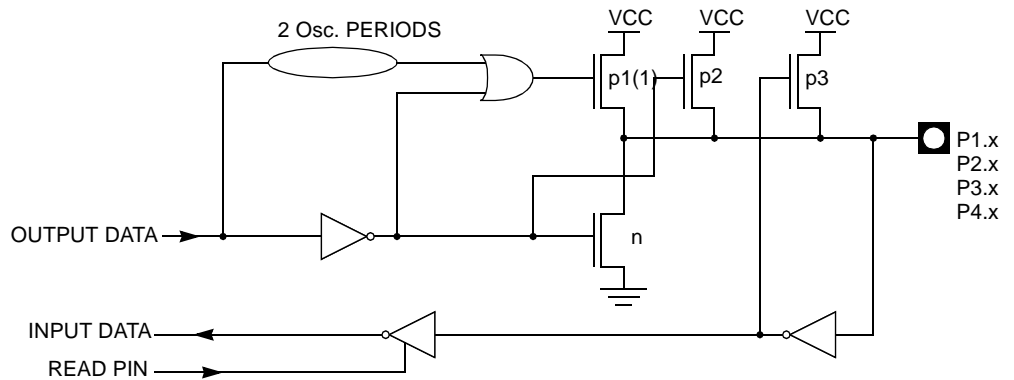 VCC VCC VCC
2 Osc. PERIODS
p1(1) p2 p3
P1.x
P2.x
P3.x
P4.x
OUTPUT DATA
n
INPUT DATA
READ PIN